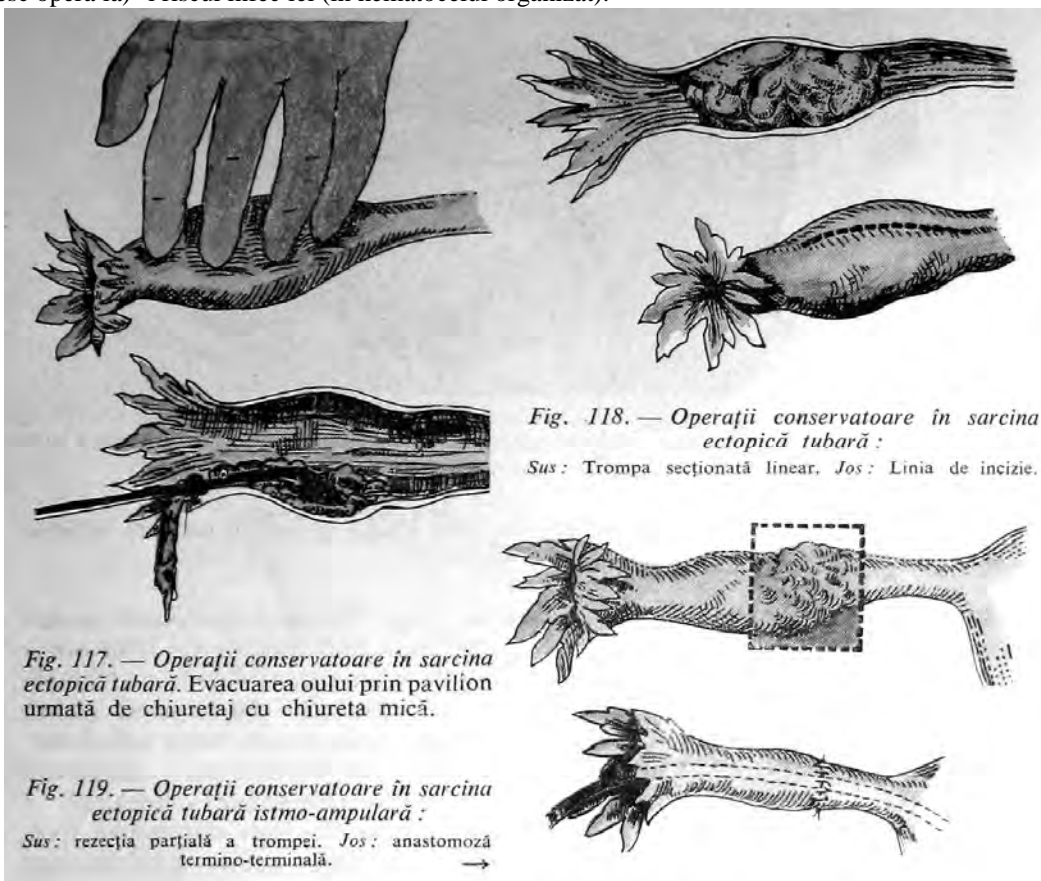 Fig. 118. — Operații conservatoare în sarcina
ectopică tubară :
Sus : Trompa secționată linear. Jos : Linia de incizie.
Fig. 117. — Operații conservatoare în sarcina
ectopică tubară. Evacuarea oului prin pavilion
urmată de chiuretaj cu chiureta mică.
Fig. 119. — Operații conservatoare în sarcina
ectopică tubară istmo-ampulară :
Sus : rezecția parțială a trompei. Jos : anastomoză
termino-terminală. →